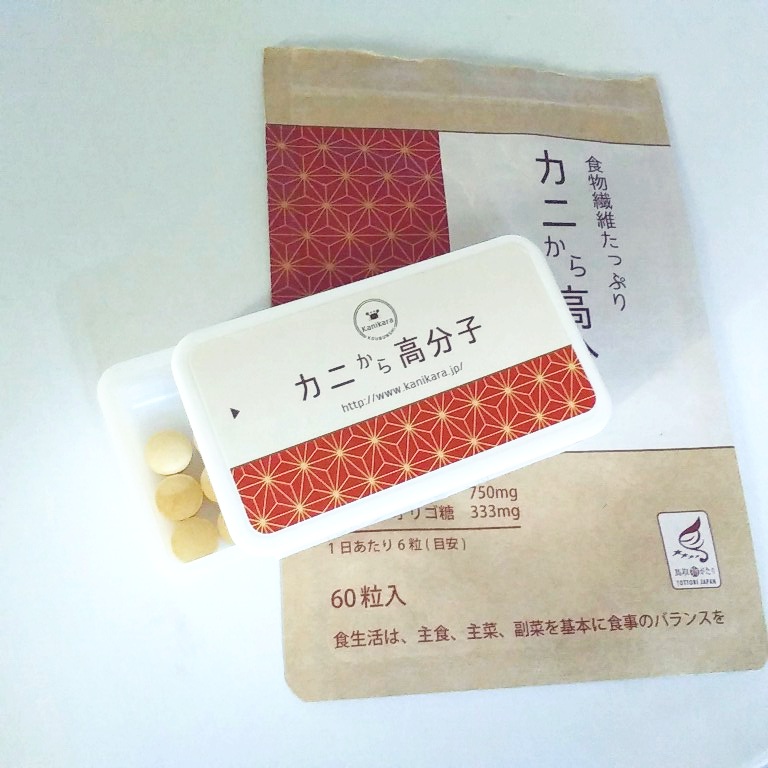 食物繊維たっぷり
カニから高
Kanikara
カニから高分子
http://www.kanikara.jp/
750mg
オリゴ糖 333mg
1日あたり6粒(目安)
60粒入
食生活は、主食、主菜、副菜を基本に食事のバランスを
TOTTORI JAPAN